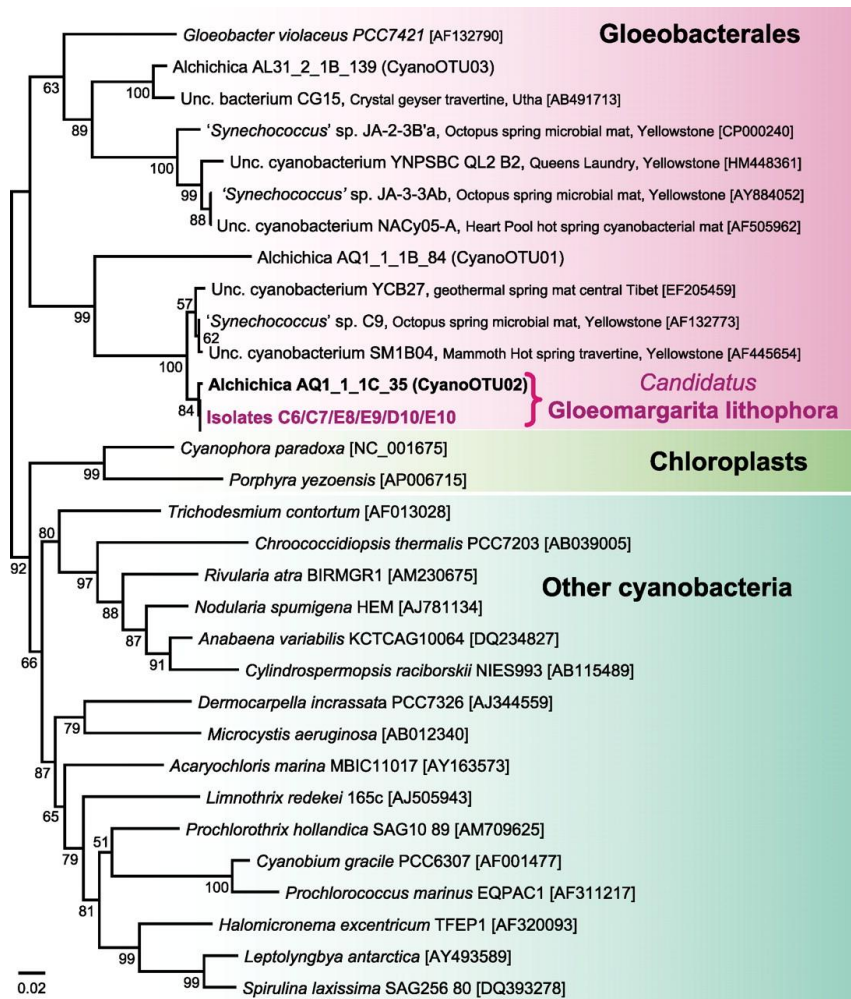 Gloeobacterales
Gloeobacter violaceus PCC7421 [AF132790]
Alchichica AL31_2_1B_139 (CyanoOTU03)
63
100
Unc. bacterium CG15, Crystal geyser travertine, Utha [AB491713]
89
'Synechococcus' sp. JA-2-3B'a, Octopus spring microbial mat, Yellowstone [CP000240]
100
Unc. cyanobacterium YNPSBC QL2 B2, Queens Laundry, Yellowstone [HM448361]
99
'Synechococcus' sp. JA-3-3Ab, Octopus spring microbial mat, Yellowstone [AY884052]
88
Unc. cyanobacterium NACy05-A, Heart Pool hot spring cyanobacterial mat [AF505962]
Alchichica AQ1_1_1B_84 (CyanoOTU01)
Unc. cyanobacterium YCB27, geothermal spring mat central Tibet [EF205459]
57
99
'Synechococcus' sp. C9, Octopus spring microbial mat, Yellowstone [AF132773]
62
Unc. cyanobacterium SM1B04, Mammoth Hot spring travertine, Yellowstone [AF445654]
100
Alchichica AQ1_1_1C_35 (CyanoOTU02)
Candidatus
84
Isolates C6/C7/E8/E9/D10/E10
Gloeomargarita lithophora
Cyanophora paradoxa [NC_001675]
Chloroplasts
99
Porphyra yezoensis [AP006715]
Trichodesmium contortum [AF013028]
80
Chroococcidiopsis thermalis PCC7203 [AB039005]
92
97
Rivularia atra BIRMGR1 [AM230675]
Other cyanobacteria
88
Nodularia spumigena HEM [AJ781134]
87
Anabaena variabilis KCTCAG10064 [DQ234827]
66
91
Cylindrospermopsis raciborskii NIES993 [AB115489]
Dermocarpella incrassata PCC7326 [AJ344559]
79
Microcystis aeruginosa [AB012340]
87
Acaryochloris marina MBIC11017 [AY163573]
65
Limnothrix redekei 165c [AJ505943]
Prochlorothrix hollandica SAG10 89 [AM709625]
51
79
Cyanobium gracile PCC6307 [AF001477]
100
Prochlorococcus marinus EQPAC1 [AF311217]
81
Halomicronema excentricum TFEP1 [AF320093]
99
Leptolyngbya antarctica [AY493589]
99
Spirulina laxissima SAG256 80 [DQ393278]
0.02